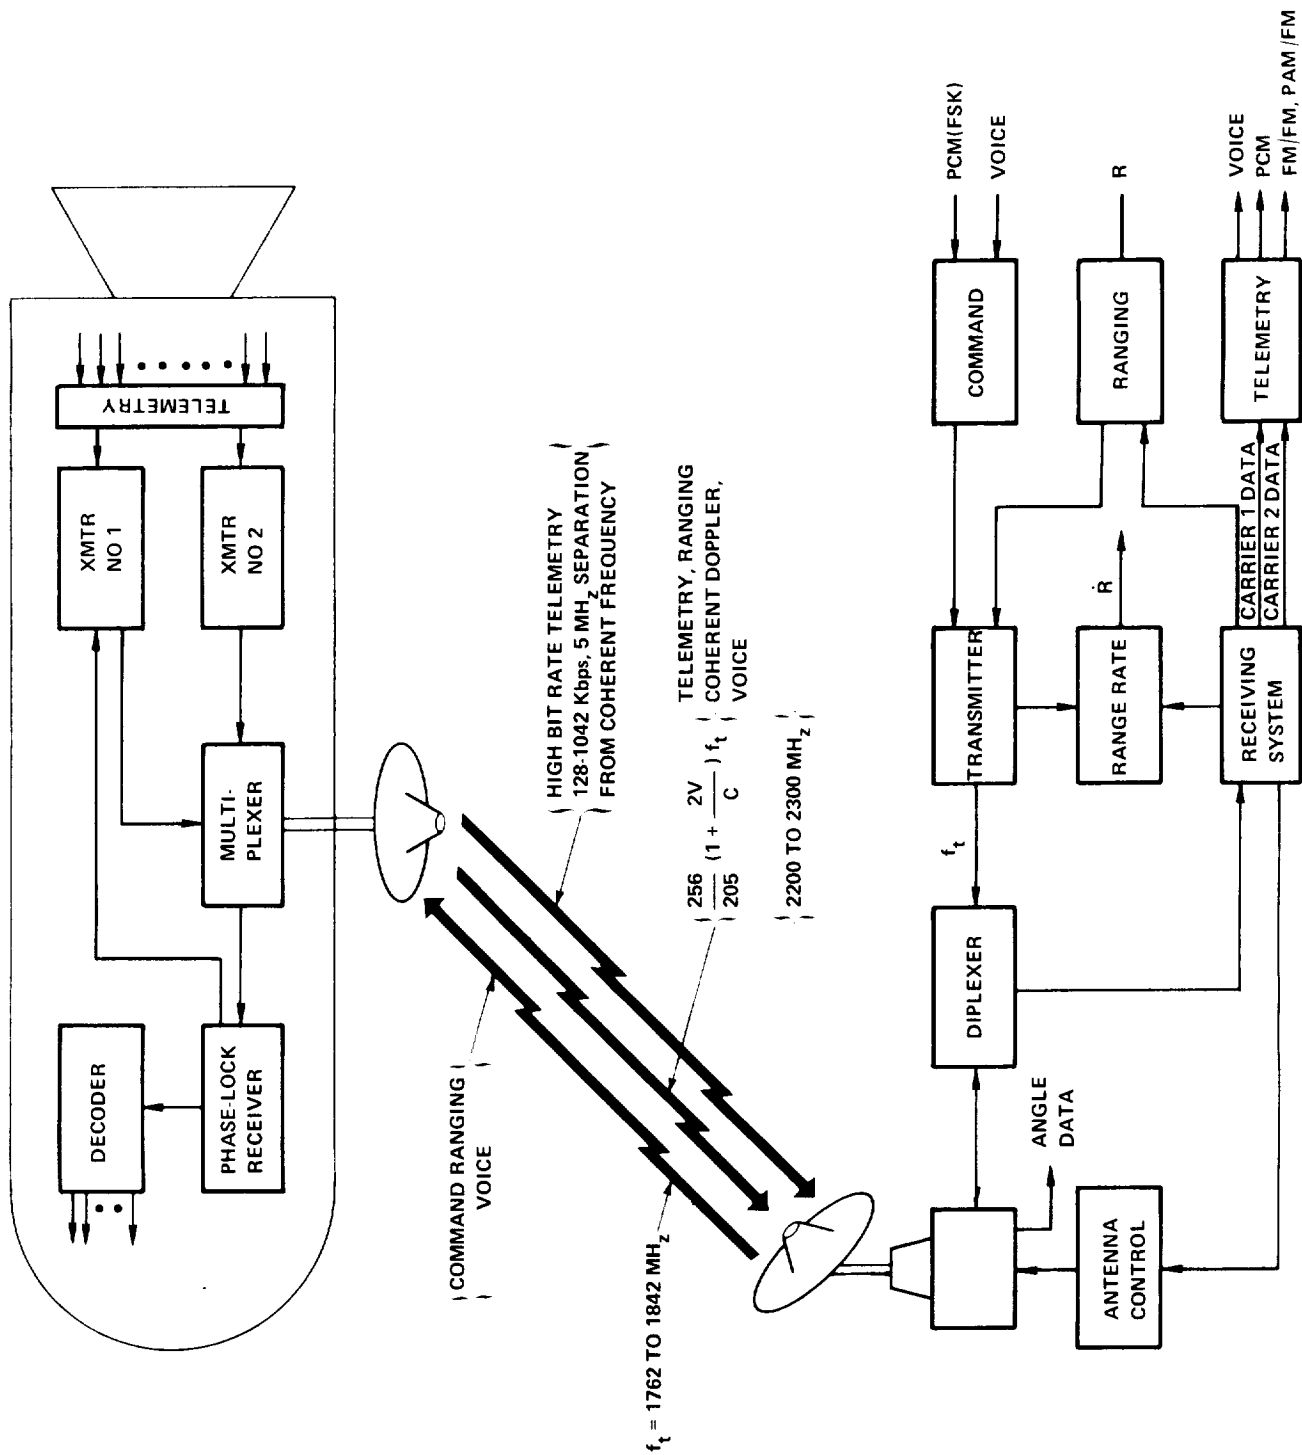 DECODER
PHASE-LOCK
RECEIVER
MULTI-
PLEXER
XMTR
NO 1
XMTR
NO 2
TELEMETRY
COMMAND RANGING
VOICE
HIGH BIT RATE TELEMETRY
128-1042 Kbps, 5 MHz SEPARATION
FROM COHERENT FREQUENCY
256/205 (1 + 2V/C) ft
2200 TO 2300 MHz
TELEMETRY, RANGING
COHERENT DOPPLER,
VOICE
ft = 1762 TO 1842 MHz
ANGLE
DATA
ANTENNA
CONTROL
DIPLEXER
ft
TRANSMITTER
RANGE RATE
Ṙ
RECEIVING
SYSTEM
CARRIER 1 DATA
CARRIER 2 DATA
COMMAND
RANGING
TELEMETRY
PCM(FSK)
VOICE
R
VOICE
PCM
FM/FM, PAM/FM